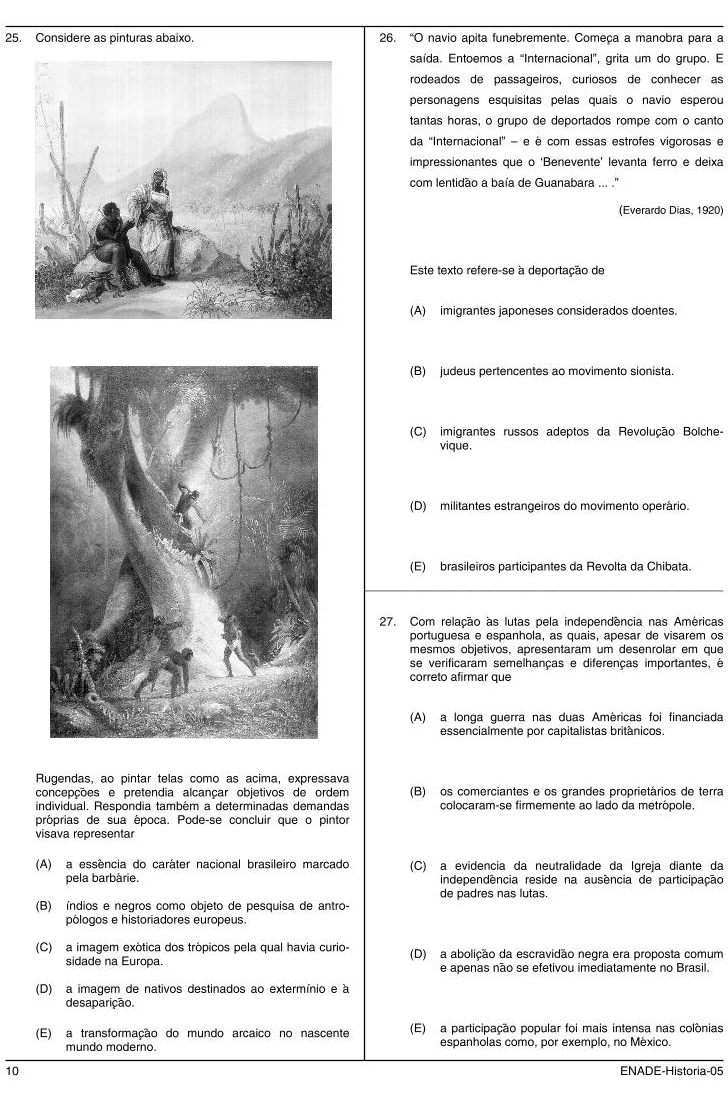 25. Considere as pinturas abaixo.
Rugendas, ao pintar telas como as acima, expressava
concepções e pretendia alcançar objetivos de ordem
individual. Respondia também a determinadas demandas
próprias de sua época. Pode-se concluir que o pintor
visava representar
(A) a essência do caráter nacional brasileiro marcado
pela barbárie.
(B) índios e negros como objeto de pesquisa de antro-
pólogos e historiadores europeus.
(C) a imagem exótica dos trópicos pela qual havia curio-
sidade na Europa.
(D) a imagem de nativos destinados ao extermínio e à
desaparição.
(E) a transformação do mundo arcaico no nascente
mundo moderno.
26. “O navio apita funebremente. Começa a manobra para a
saída. Entoemos a “Internacional”, grita um do grupo. E
rodeados de passageiros, curiosos de conhecer as
personagens esquisitas pelas quais o navio esperou
tantas horas, o grupo de deportados rompe com o canto
da “Internacional” – e é com essas estrofes vigorosas e
impressionantes que o ‘Benevente’ levanta ferro e deixa
com lentidão a baía de Guanabara ... .”
(Everardo Dias, 1920)
Este texto refere-se à deportação de
(A) imigrantes japoneses considerados doentes.
(B) judeus pertencentes ao movimento sionista.
(C) imigrantes russos adeptos da Revolução Bolche-
vique.
(D) militantes estrangeiros do movimento operário.
(E) brasileiros participantes da Revolta da Chibata.
27. Com relação às lutas pela independência nas Américas
portuguesa e espanhola, as quais, apesar de visarem os
mesmos objetivos, apresentaram um desenrolar em que
se verificaram semelhanças e diferenças importantes, é
correto afirmar que
(A) a longa guerra nas duas Américas foi financiada
essencialmente por capitalistas britânicos.
(B) os comerciantes e os grandes proprietários de terra
colocaram-se firmemente ao lado da metrópole.
(C) a evidencia da neutralidade da Igreja diante da
independência reside na ausência de participação
de padres nas lutas.
(D) a abolição da escravidão negra era proposta comum
e apenas não se efetivou imediatamente no Brasil.
(E) a participação popular foi mais intensa nas colônias
espanholas como, por exemplo, no México.
10 ENADE-Historia-05